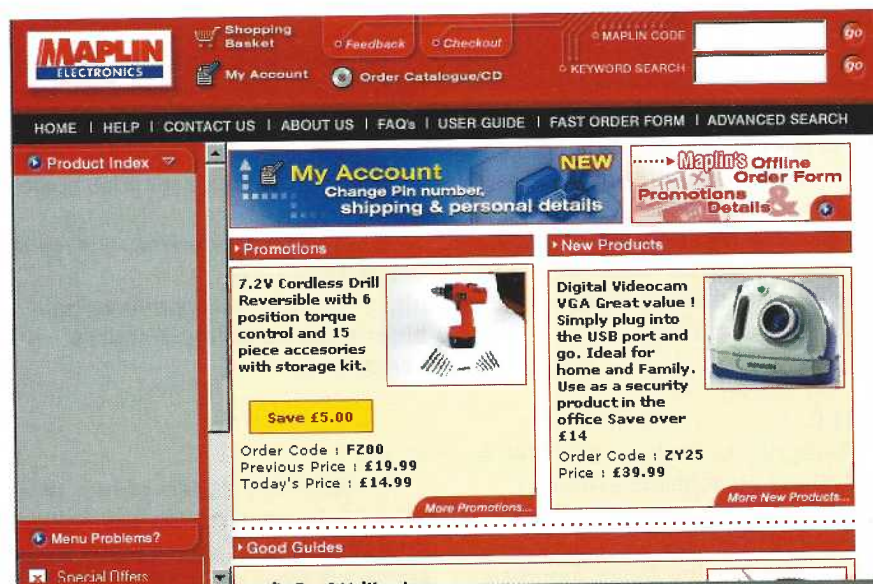 MAPLIN
ELECTRONICS
Shopping
Basket
Feedback
Checkout
My Account
Order Catalogue/CD
MAPLIN CODE
go
KEYWORD SEARCH
go
HOME | HELP | CONTACT US | ABOUT US | FAQ's | USER GUIDE | FAST ORDER FORM | ADVANCED SEARCH
Product Index
My Account
NEW
Change Pin number,
shipping & personal details
Maplin's Offline
Order Form
&
Promotions
Details
Promotions
7.2V Cordless Drill
Reversible with 6
position torque
control and 15
piece accesories
with storage kit.
Save £5.00
Order Code : FZ00
Previous Price : £19.99
Today's Price : £14.99
More Promotions...
New Products
Digital Videocam
VGA Great value !
Simply plug into
the USB port and
go. Ideal for
home and Family.
Use as a security
product in the
office Save over
£14
Order Code : ZY25
Price : £39.99
More New Products...
Menu Problems?
Special Offers
Good Guides